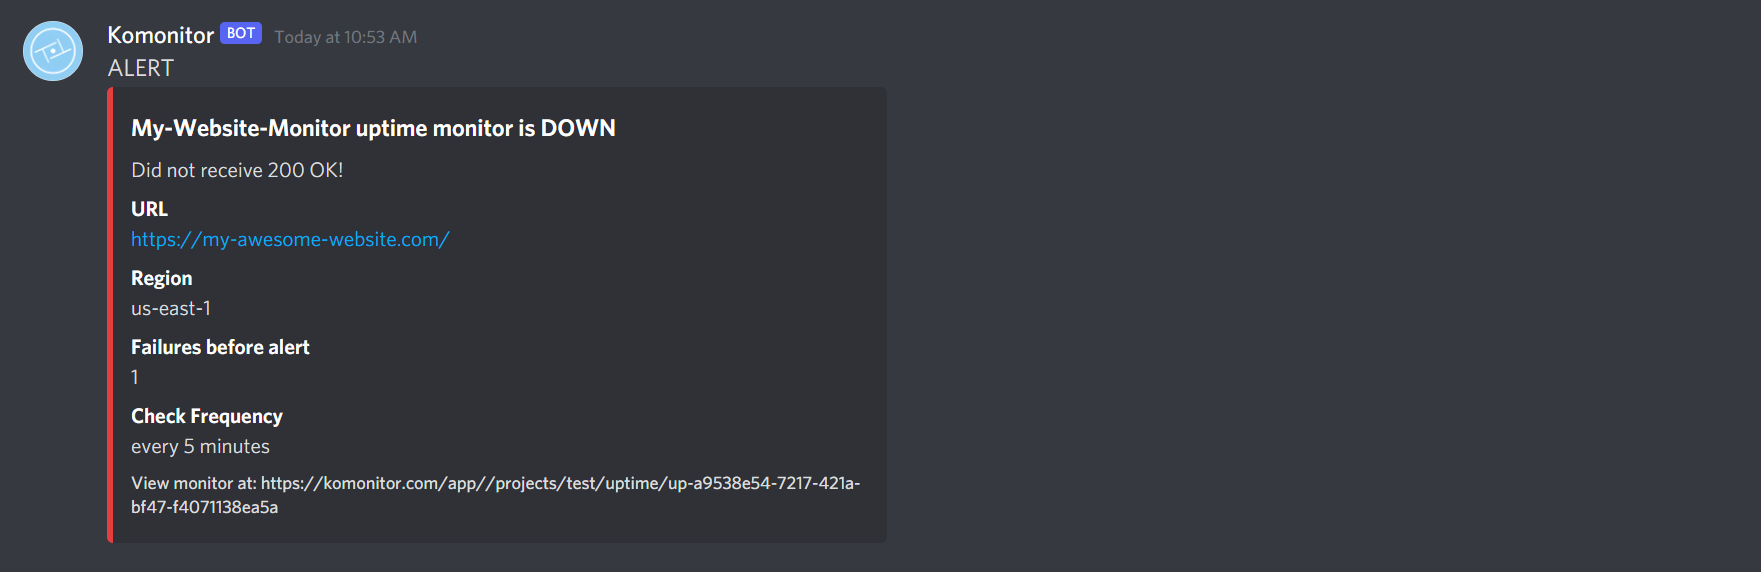 Komonitor BOT Today at 10:53 AM
ALERT
My-Website-Monitor uptime monitor is DOWN
Did not receive 200 OK!
URL
https://my-awesome-website.com/
Region
us-east-1
Failures before alert
1
Check Frequency
every 5 minutes
View monitor at: https://komonitor.com/app//projects/test/uptime/up-a9538e54-7217-421a-
bf47-f4071138ea5a